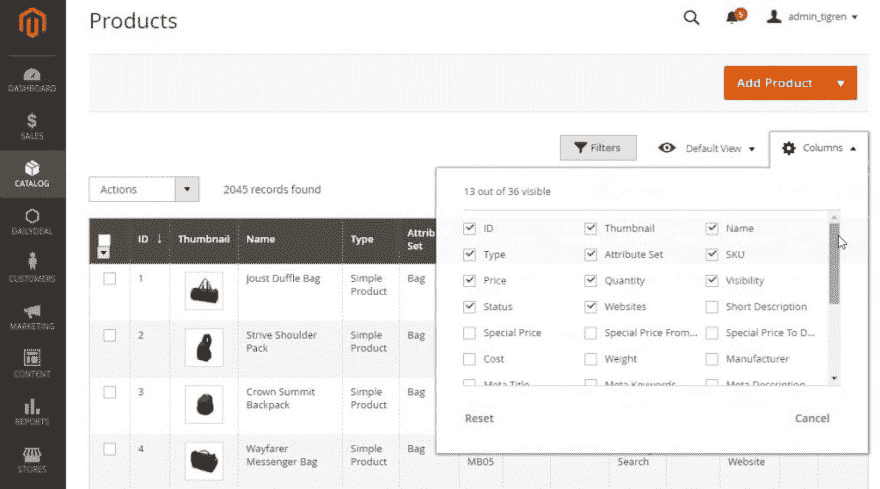 Products
admin_tigren
Add Product
Filters
Default View
Columns
Actions
2045 records found
13 out of 36 visible
ID
Thumbnail
Name
Type
Attribute Set
SKU
Price
Quantity
Visibility
Status
Websites
Short Description
Special Price
Special Price From...
Special Price To D...
Cost
Weight
Manufacturer
Meta Title
Meta Keywords
Meta Description
Reset
Cancel
ID ↓
Thumbnail
Name
Type
Attrib
Set
1
Joust Duffle Bag
Simple
Product
Bag
2
Strive Shoulder
Pack
Simple
Product
Bag
3
Crown Summit
Backpack
Simple
Product
Bag
4
Wayfarer
Messenger Bag
Simple
Product
Bag
MB05
Search
Website
DASHBOARD
SALES
CATALOG
DAILYDEAL
CUSTOMERS
MARKETING
CONTENT
REPORTS
STORES